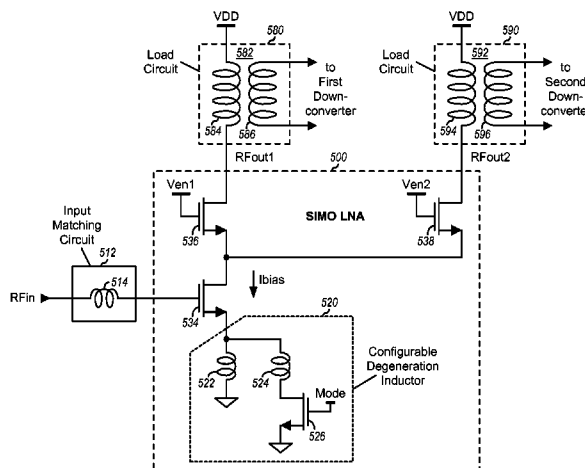 VDD
580
Load
Circuit
582
584
586
to
First
Down-
converter
RFout1
VDD
590
Load
Circuit
592
594
596
to
Second
Down-
converter
RFout2
500
Ven1
536
SIMO LNA
Ven2
538
Input
Matching
Circuit
512
514
RFin
534
Ibias
520
522
524
Configurable
Degeneration
Inductor
Mode
526